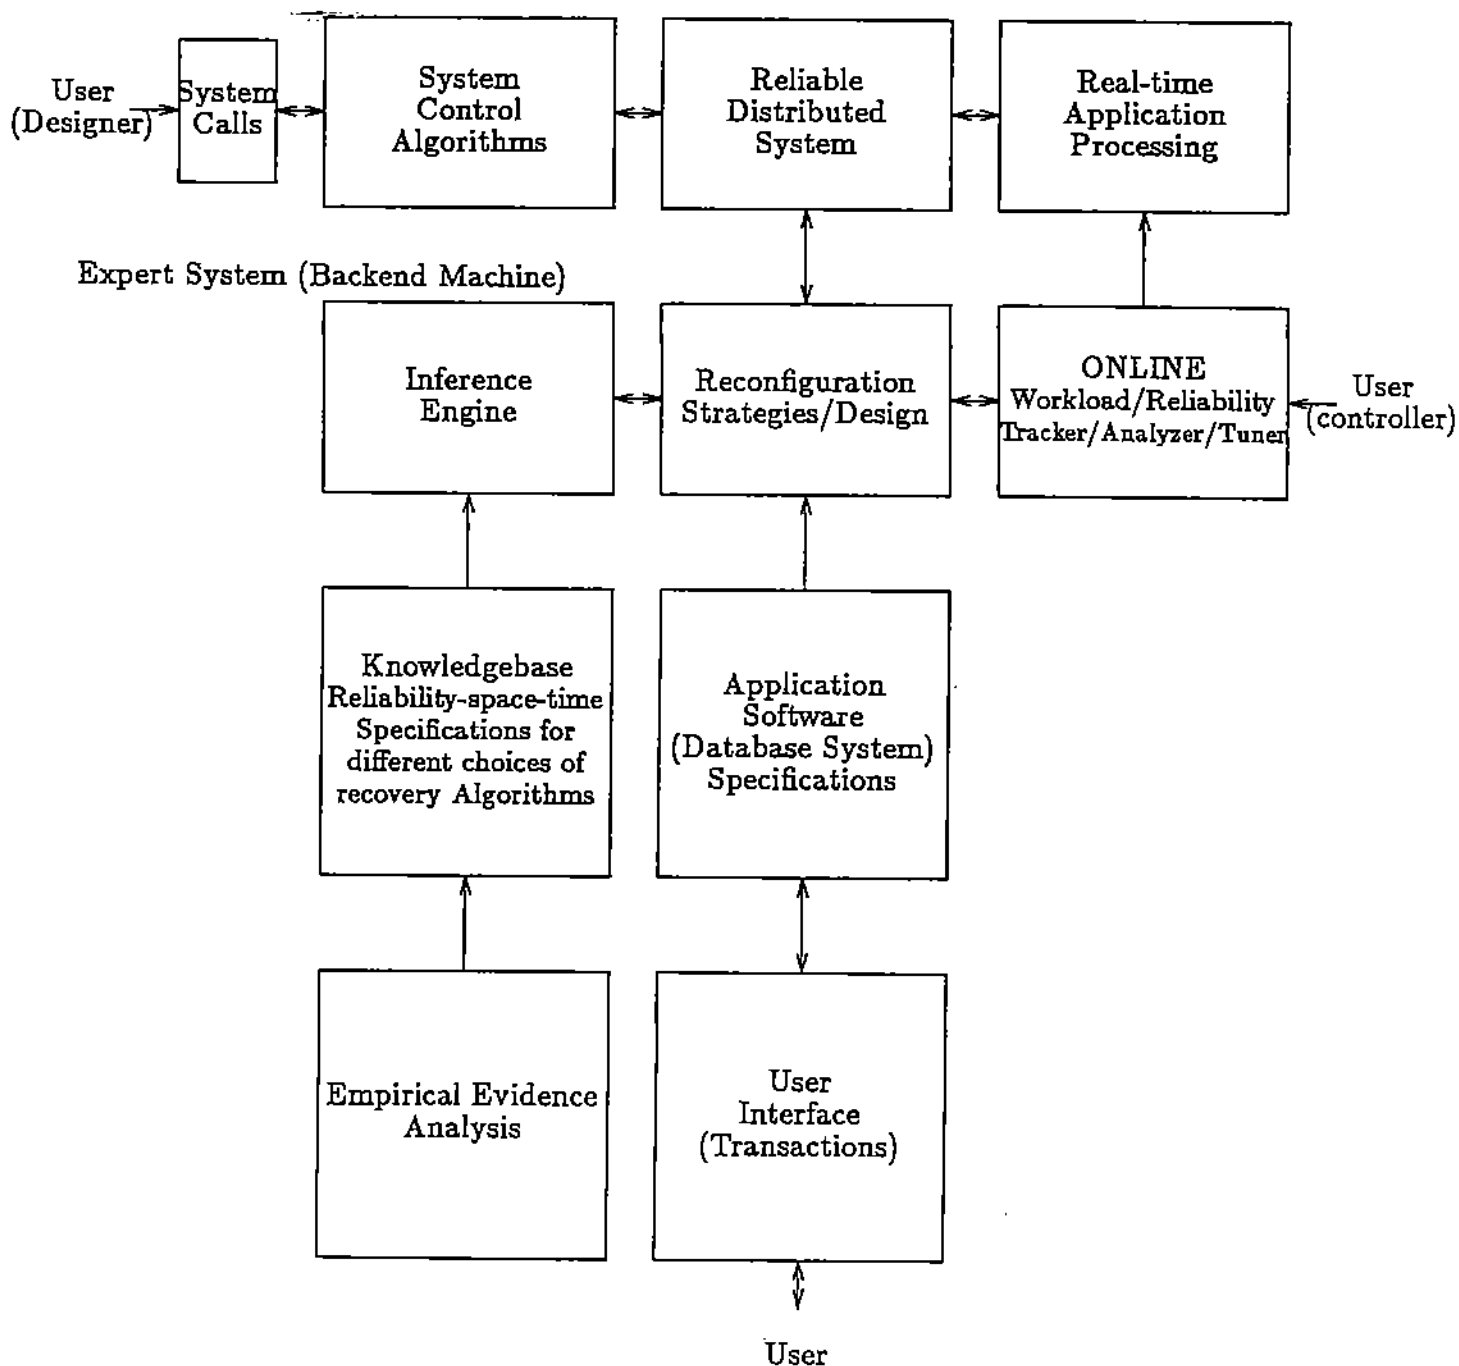 User
(Designer)
System
Calls
System
Control
Algorithms
Reliable
Distributed
System
Real-time
Application
Processing
Expert System (Backend Machine)
Inference
Engine
Reconfiguration
Strategies/Design
ONLINE
Workload/Reliability
Tracker/Analyzer/Tuner
User
(controller)
Knowledgebase
Reliability-space-time
Specifications for
different choices of
recovery Algorithms
Application
Software
(Database System)
Specifications
Empirical Evidence
Analysis
User
Interface
(Transactions)
User